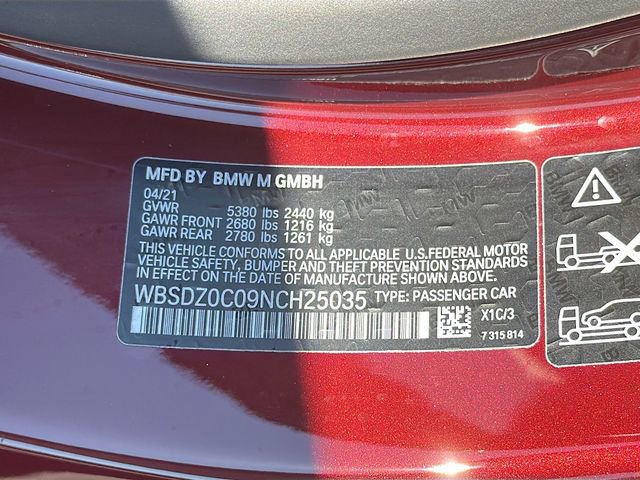 MFD BY BMW M GMBH
04/21
GVWR 5380 lbs 2440 kg
GAWR FRONT 2680 lbs 1216 kg
GAWR REAR 2780 lbs 1261 kg
THIS VEHICLE CONFORMS TO ALL APPLICABLE U.S.FEDERAL MOTOR
VEHICLE SAFETY, BUMPER AND THEFT PREVENTION STANDARDS
IN EFFECT ON THE DATE OF MANUFACTURE SHOWN ABOVE.
WBSDZ0C09NCH25035 TYPE: PASSENGER CAR
X1C/3
7 315 814